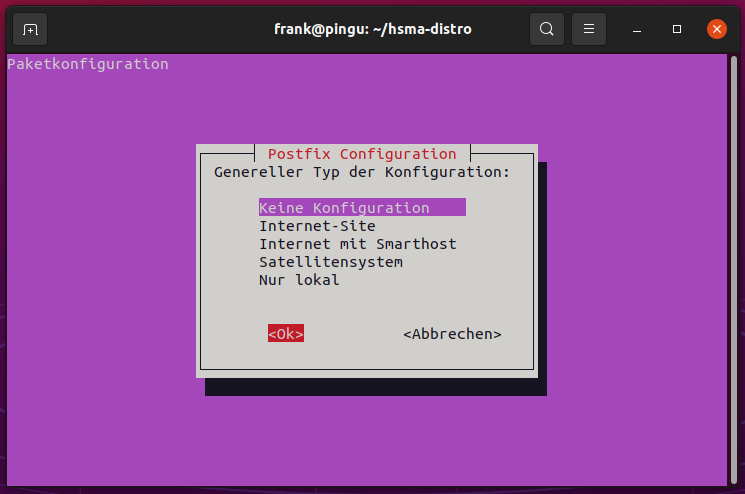 frank@pingu: ~/hsma-distro
Paketkonfiguration
Postfix Configuration
Genereller Typ der Konfiguration:
Keine Konfiguration
Internet-Site
Internet mit Smarthost
Satellitensystem
Nur lokal
<Ok> <Abbrechen>